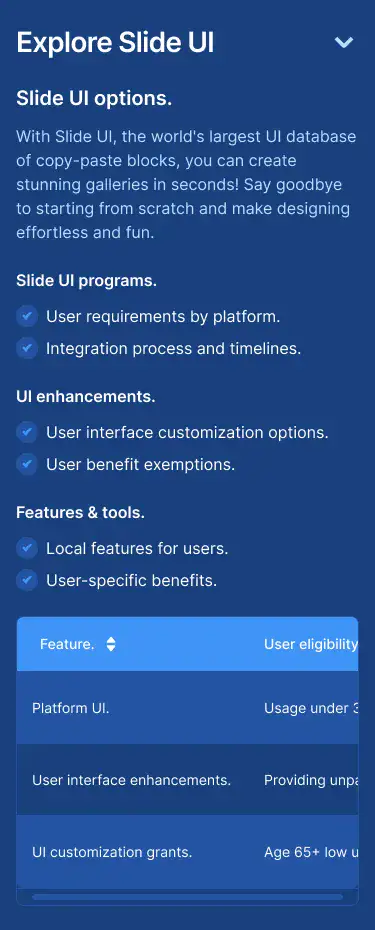 Explore Slide UI
Slide UI options.
With Slide UI, the world's largest UI database
of copy-paste blocks, you can create
stunning galleries in seconds! Say goodbye
to starting from scratch and make designing
effortless and fun.
Slide UI programs.
User requirements by platform.
Integration process and timelines.
UI enhancements.
User interface customization options.
User benefit exemptions.
Features & tools.
Local features for users.
User-specific benefits.
Feature. User eligibility
Platform UI. Usage under
User interface enhancements. Providing
UI customization grants. Age 65+ low